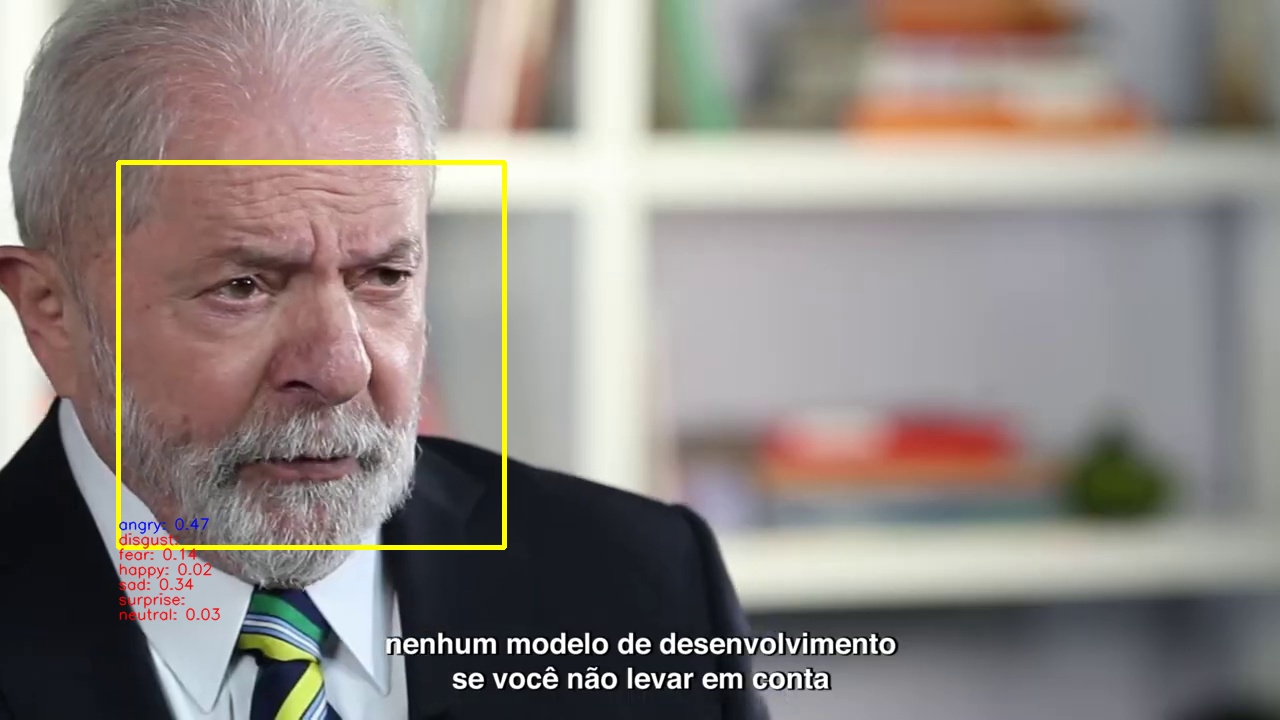 angry: 0.47
disgust:
fear: 0.14
happy: 0.02
sad: 0.34
surprise:
neutral: 0.03
nenhum modelo de desenvolvimento
se você não levar em conta